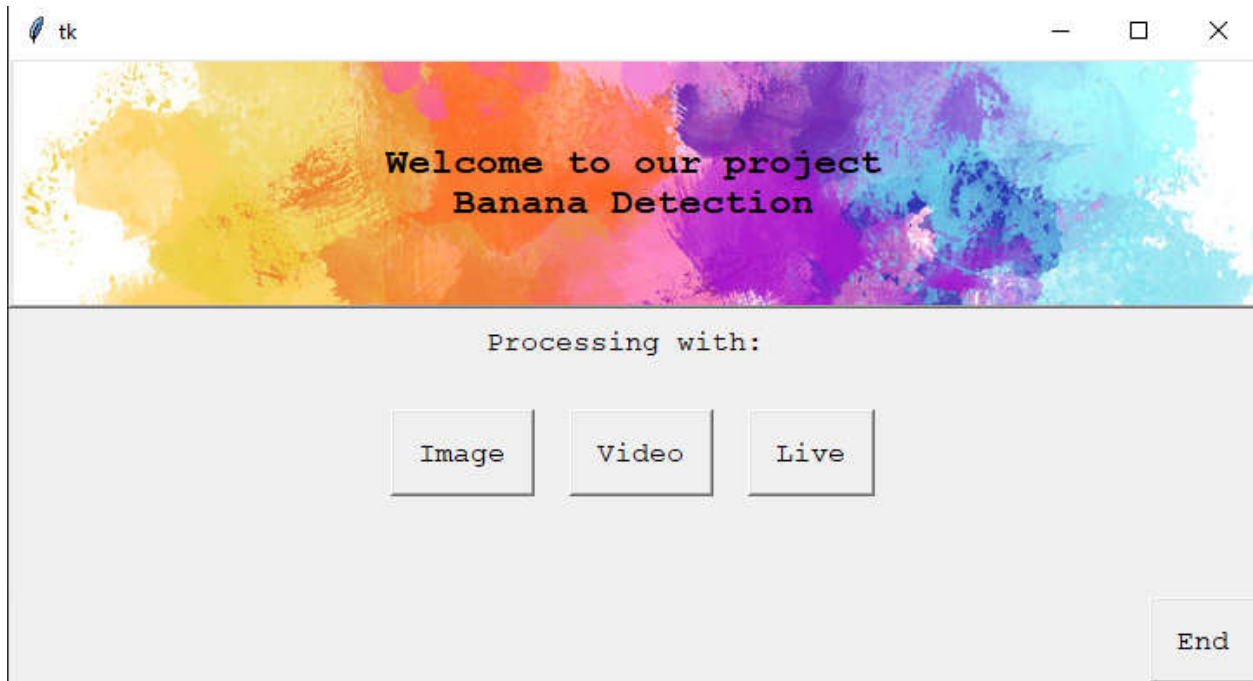 tk
Welcome to our project
Banana Detection
Processing with:
Image Video Live
End